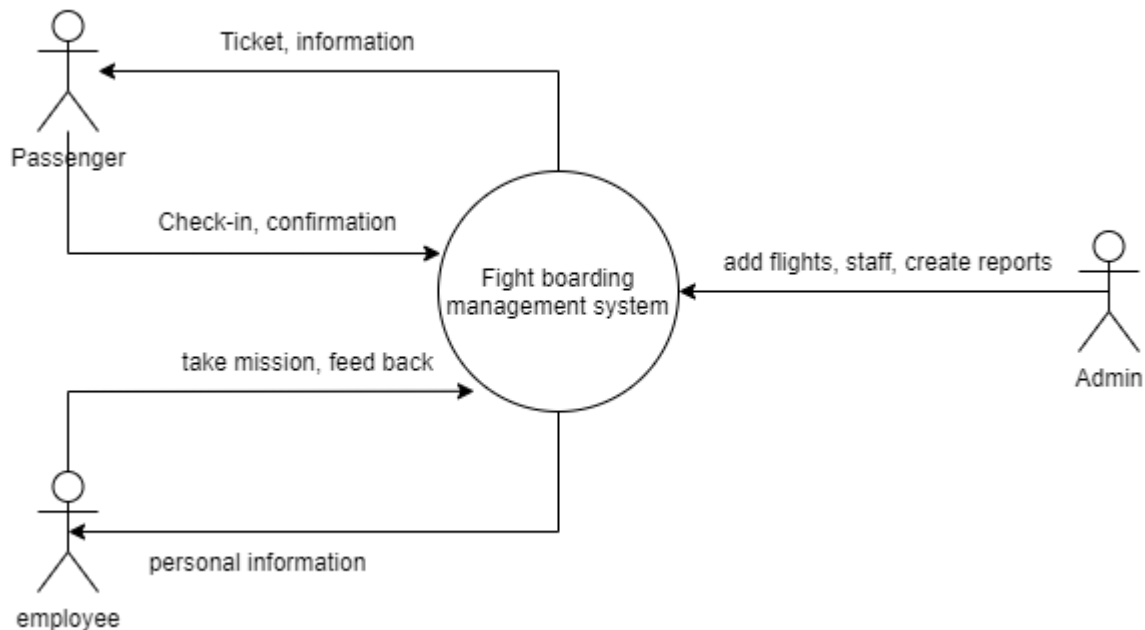 Ticket, information
Passenger
Check-in, confirmation
add flights, staff, create reports
Fight boarding
management system
take mission, feed back
Admin
personal information
employee